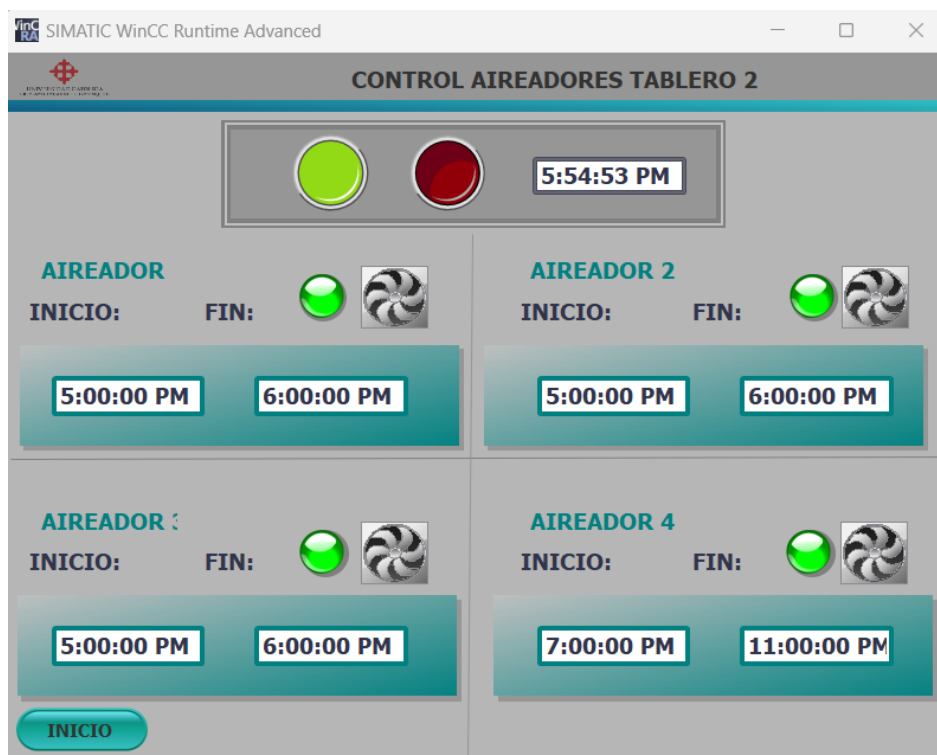 SIMATIC WinCC Runtime Advanced
CONTROL AIREADORES TABLERO 2
5:54:53 PM
AIREADOR
INICIO: FIN:
5:00:00 PM 6:00:00 PM
AIREADOR 2
INICIO: FIN:
5:00:00 PM 6:00:00 PM
AIREADOR
INICIO: FIN:
5:00:00 PM 6:00:00 PM
AIREADOR 4
INICIO: FIN:
7:00:00 PM 11:00:00 PM
INICIO